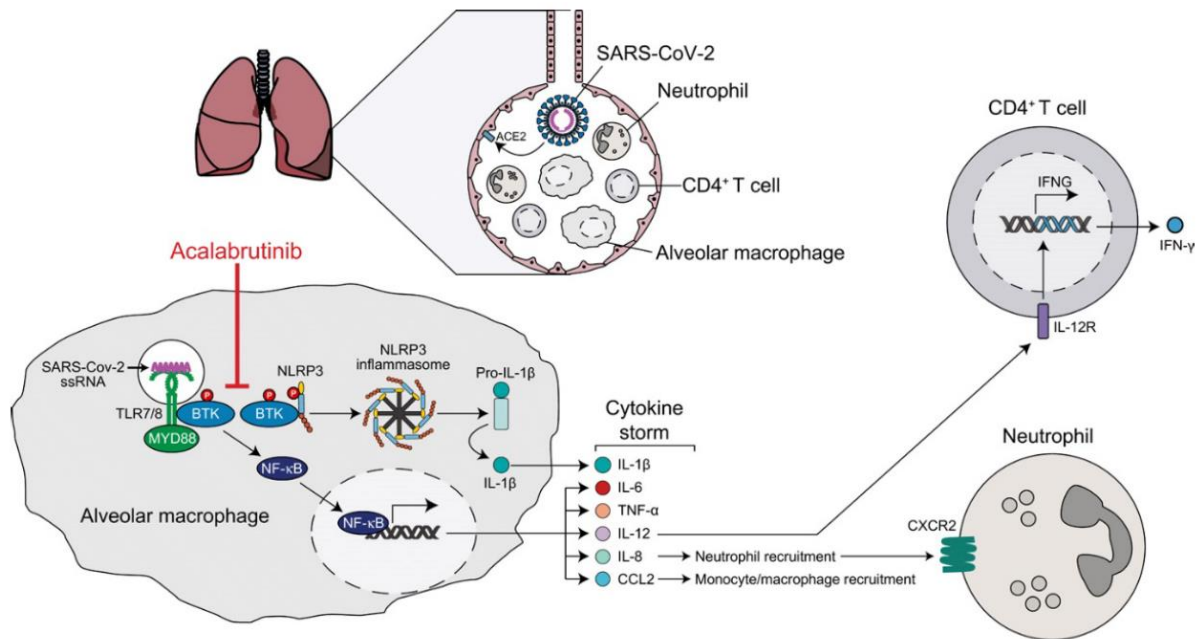 SARS-CoV-2
Neutrophil
ACE2
CD4⁺ T cell
Alveolar macrophage
CD4⁺ T cell
IFNG
IFN-γ
IL-12R
Acalabrutinib
SARS-Cov-2
ssRNA
TLR7/8
MYD88
P
BTK
P
BTK
P
NLRP3
NLRP3
inflammasome
Pro-IL-1β
IL-1β
NF-κB
NF-κB
Alveolar macrophage
Cytokine
storm
IL-1β
IL-6
TNF-α
IL-12
IL-8
Neutrophil recruitment
CCL2
Monocyte/macrophage recruitment
Neutrophil
CXCR2